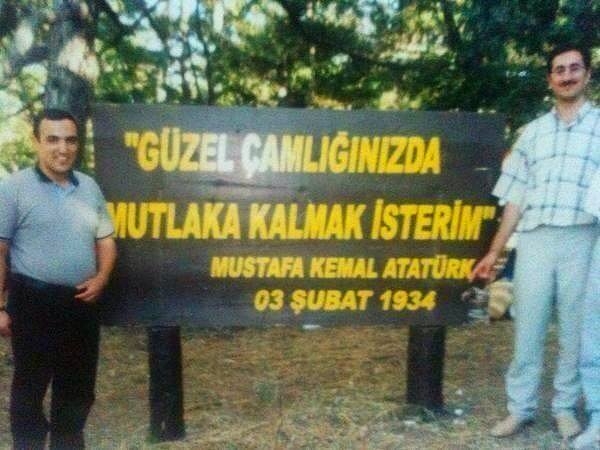 "GÜZEL ÇAMLIĞINIZDA
MUTLAKA KALMAK İSTERİM"
MUSTAFA KEMAL ATATÜRK
03 ŞUBAT 1934